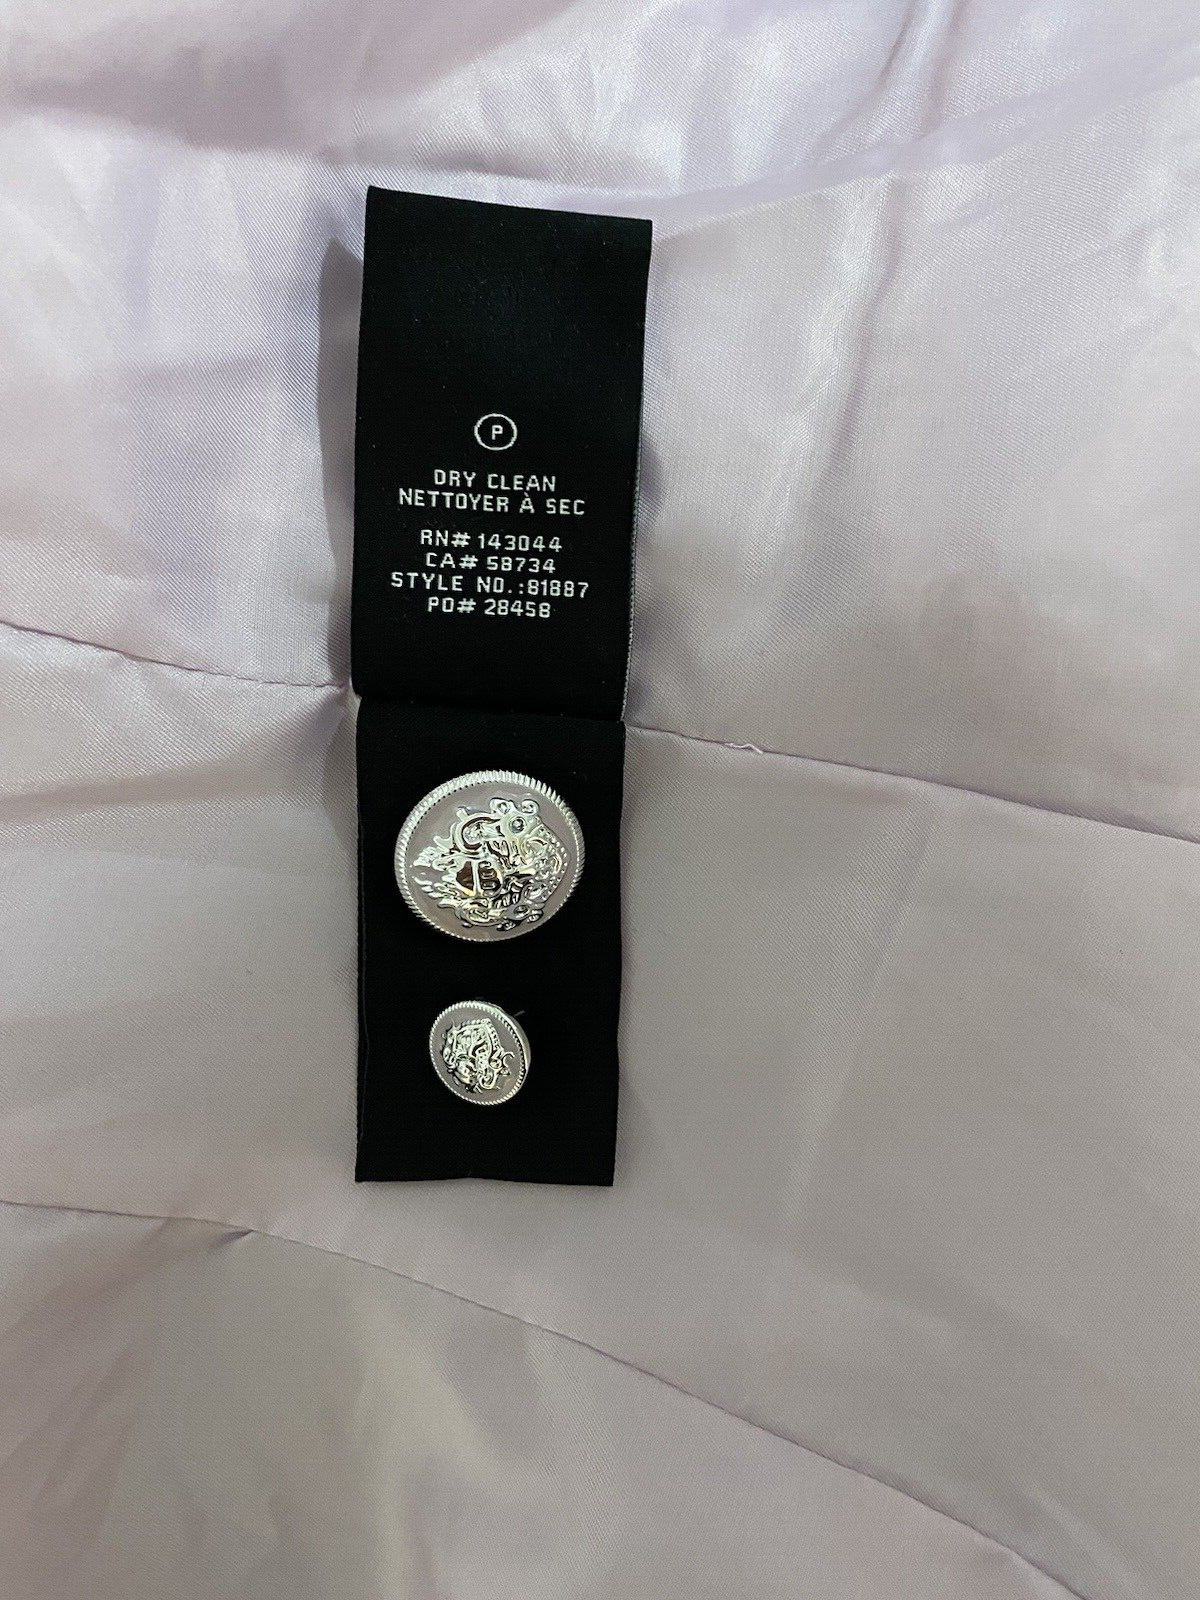 P
DRY CLEAN
NETTOYER À SEC
RN# 143044
CA# 58734
STYLE NO.:81887
PO# 28458